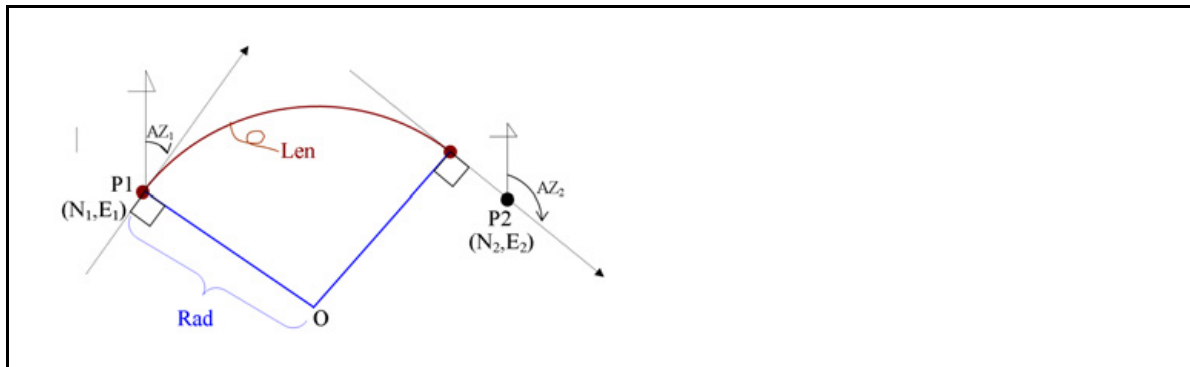 AZ₁
Len
P1
(N₁,E₁)
AZ₂
P2
(N₂,E₂)
Rad
O